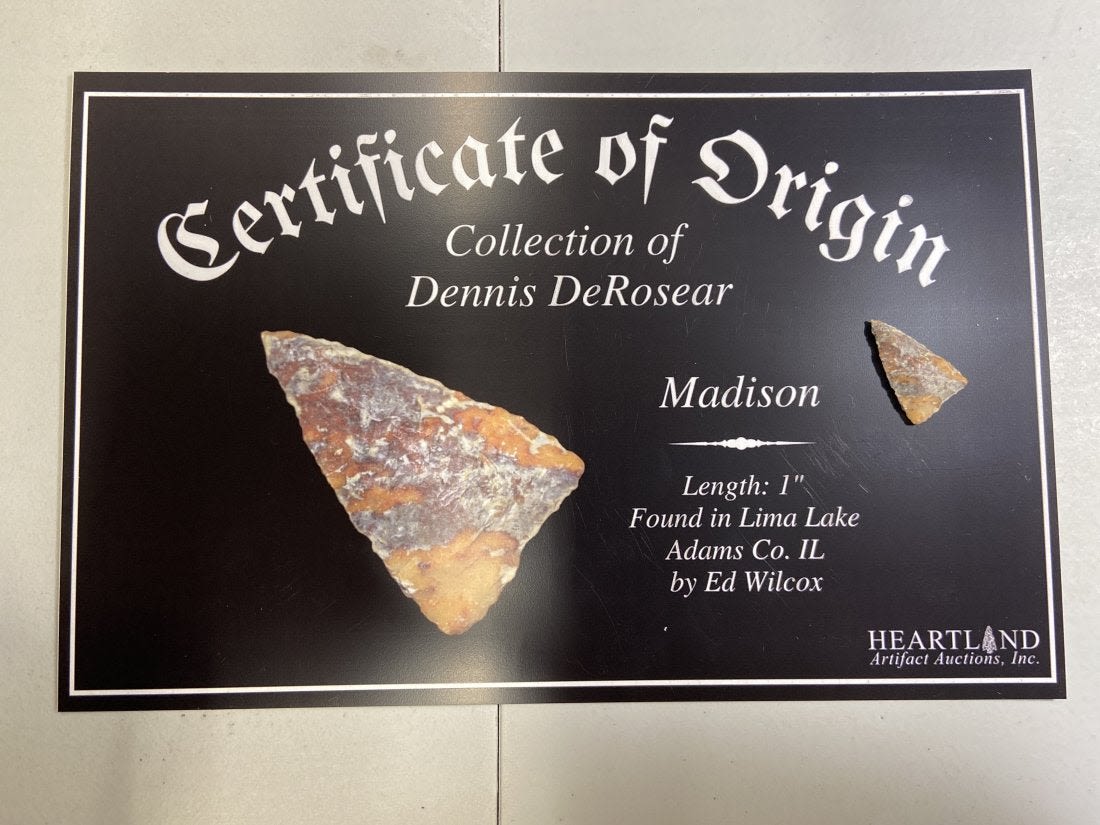 Certificate of Origin
Collection of
Dennis DeRosear
Madison
Length: 1"
Found in Lima Lake
Adams Co. IL
by Ed Wilcox
HEARTLAND
Artifact Auctions, Inc.